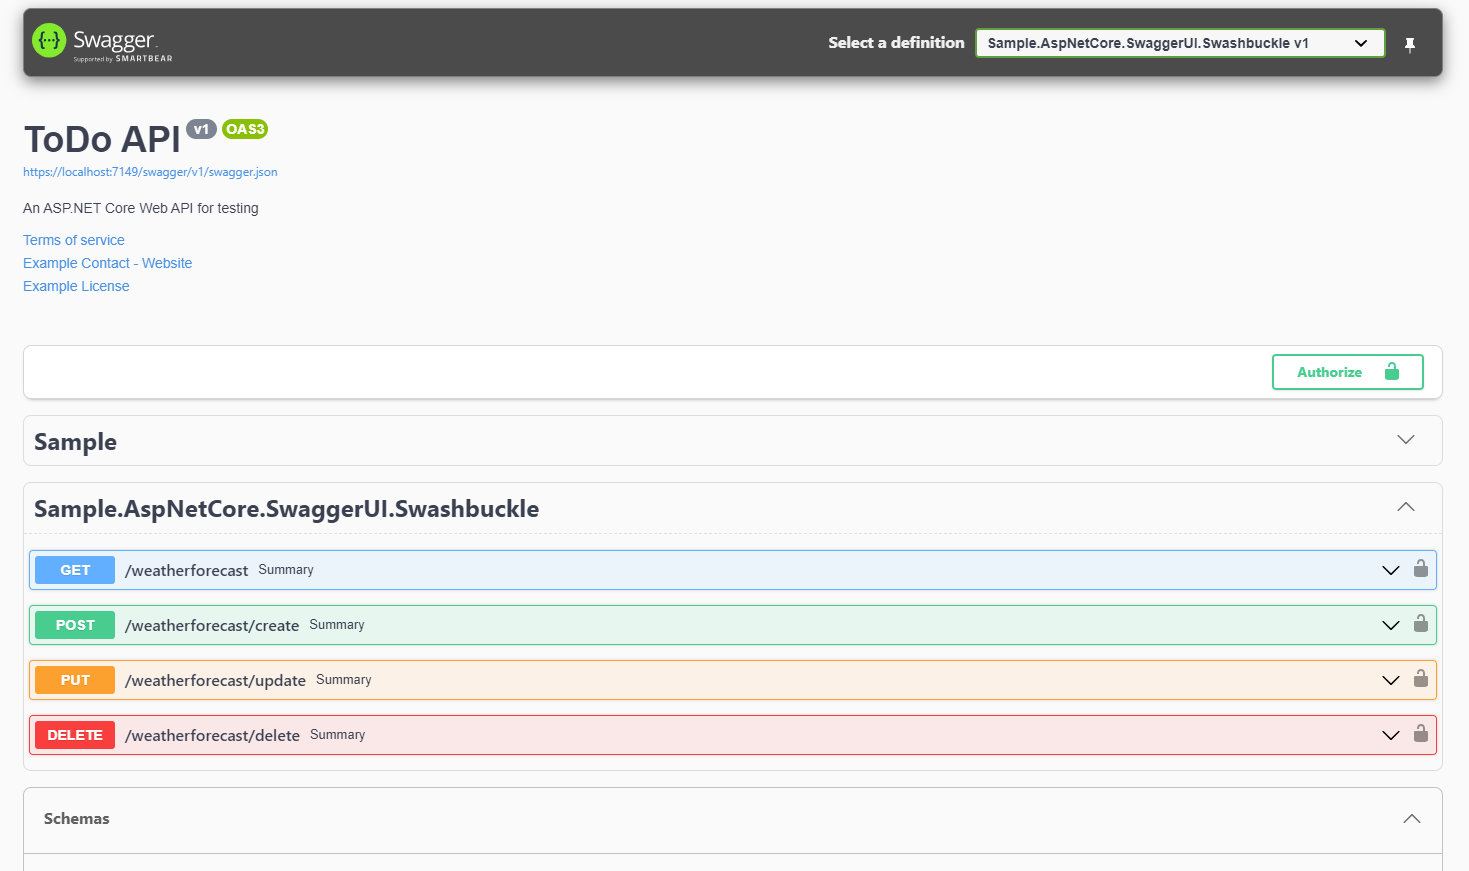 {...} Swagger
Supported by SMARTBEAR
Select a definition
Sample.AspNetCore.SwaggerUI.Swashbuckle v1
ToDo API v1 OAS3
https://localhost:7149/swagger/v1/swagger.json
An ASP.NET Core Web API for testing
Terms of service
Example Contact - Website
Example License
Authorize
Sample
Sample.AspNetCore.SwaggerUI.Swashbuckle
GET /weatherforecast Summary
POST /weatherforecast/create Summary
PUT /weatherforecast/update Summary
DELETE /weatherforecast/delete Summary
Schemas